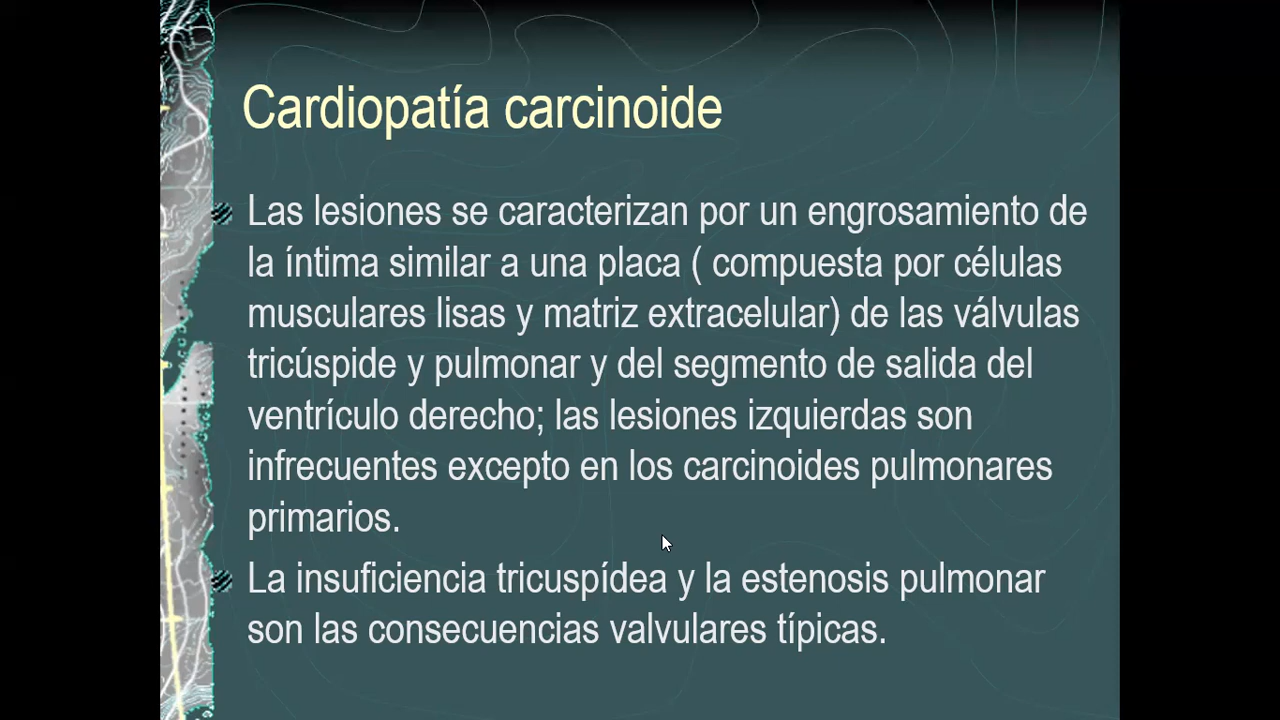 Cardiopatía carcinoide
Las lesiones se caracterizan por un engrosamiento de
la íntima similar a una placa ( compuesta por células
musculares lisas y matriz extracelular) de las válvulas
tricúspide y pulmonar y del segmento de salida del
ventrículo derecho; las lesiones izquierdas son
infrecuentes excepto en los carcinoides pulmonares
primarios.
La insuficiencia tricuspídea y la estenosis pulmonar
son las consecuencias valvulares típicas.